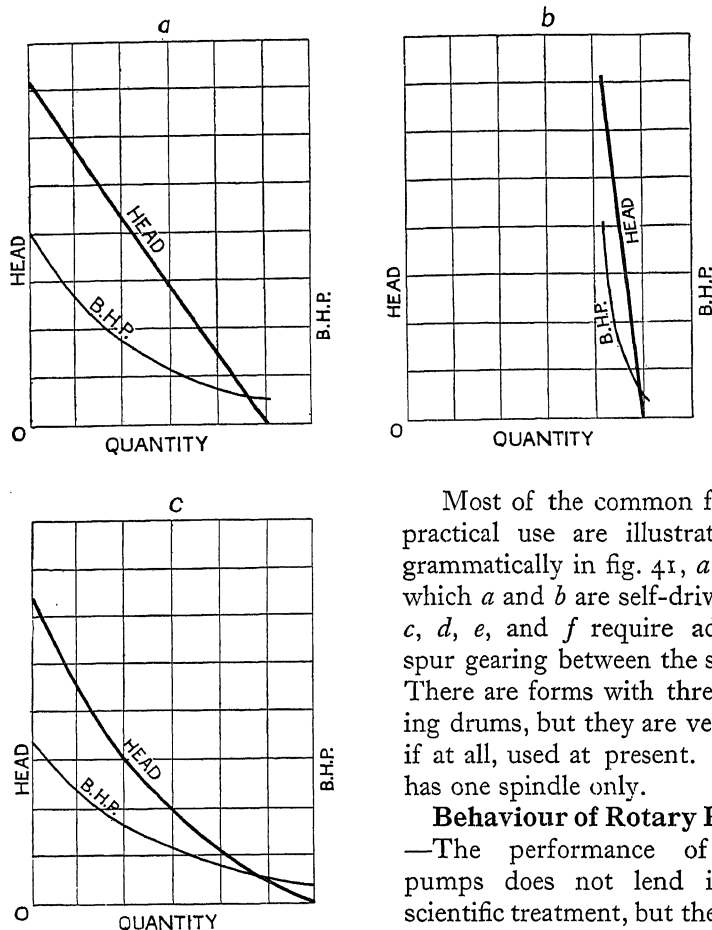 a
HEAD
B.H.P.
HEAD
B.H.P.
O
QUANTITY
b
HEAD
B.H.P.
HEAD
B.H.P.
O
QUANTITY
c
HEAD
B.H.P.
HEAD
B.H.P.
O
QUANTITY
Most of the common f
practical use are illustrat
grammatically in fig. 41, a
which a and b are self-driv
c, d, e, and f require ad
spur gearing between the s
There are forms with thre
ing drums, but they are ve
if at all, used at present.
has one spindle only.
Behaviour of Rotary P
—The performance of
pumps does not lend i
scientific treatment, but the